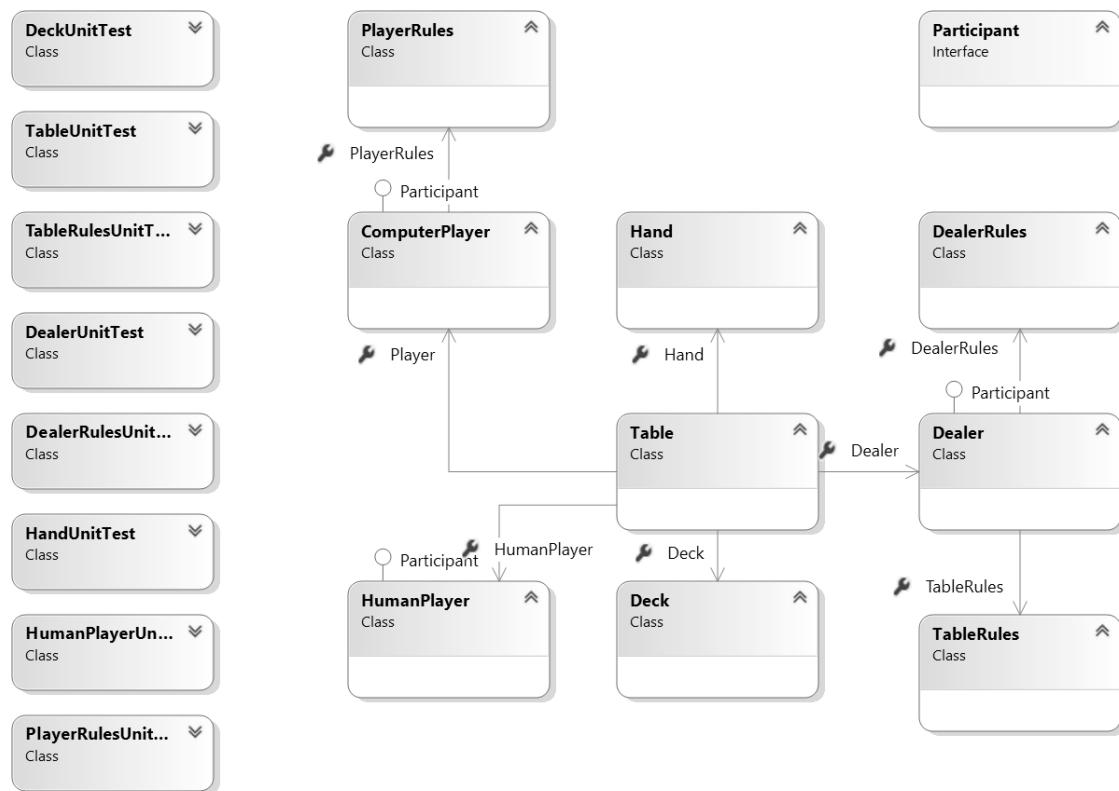 DeckUnitTest
Class
TableUnitTest
Class
TableRulesUnitT...
Class
DealerUnitTest
Class
DealerRulesUnit...
Class
HandUnitTest
Class
HumanPlayerUn...
Class
PlayerRulesUnit...
Class
PlayerRules
Class
Participant
Interface
PlayerRules
Participant
ComputerPlayer
Class
Hand
Class
DealerRules
Class
Player
Hand
DealerRules
Participant
Table
Class
Dealer
Dealer
Class
Participant
HumanPlayer
Deck
TableRules
HumanPlayer
Class
Deck
Class
TableRules
Class